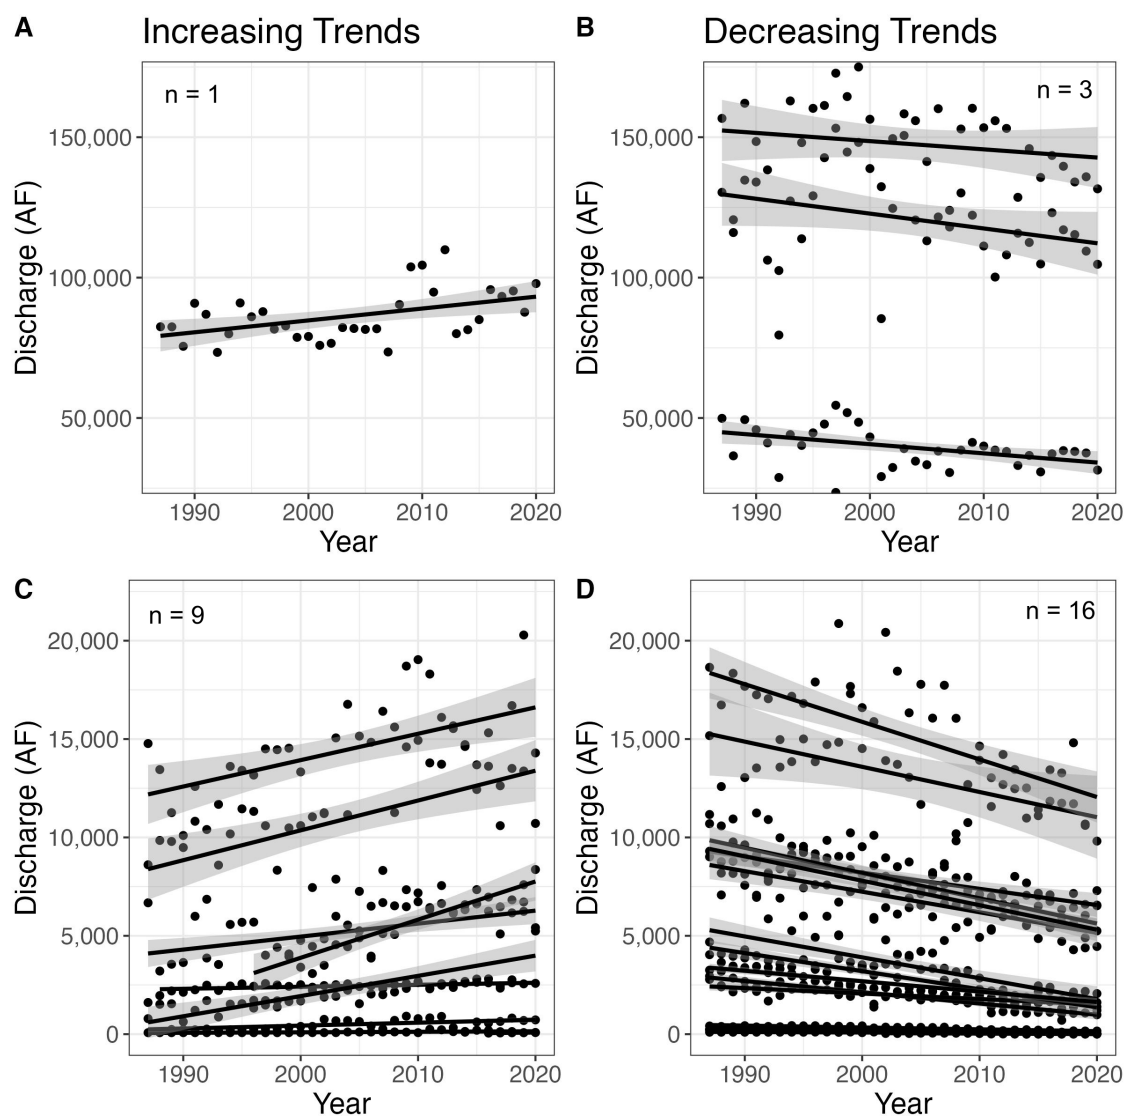 A
Increasing Trends
n = 1
150,000
100,000
50,000
Discharge (AF)
1990
2000
2010
2020
Year
B
Decreasing Trends
n = 3
150,000
100,000
50,000
Discharge (AF)
1990
2000
2010
2020
Year
C
n = 9
20,000
15,000
10,000
5,000
0
Discharge (AF)
1990
2000
2010
2020
Year
D
n = 16
20,000
15,000
10,000
5,000
0
Discharge (AF)
1990
2000
2010
2020
Year